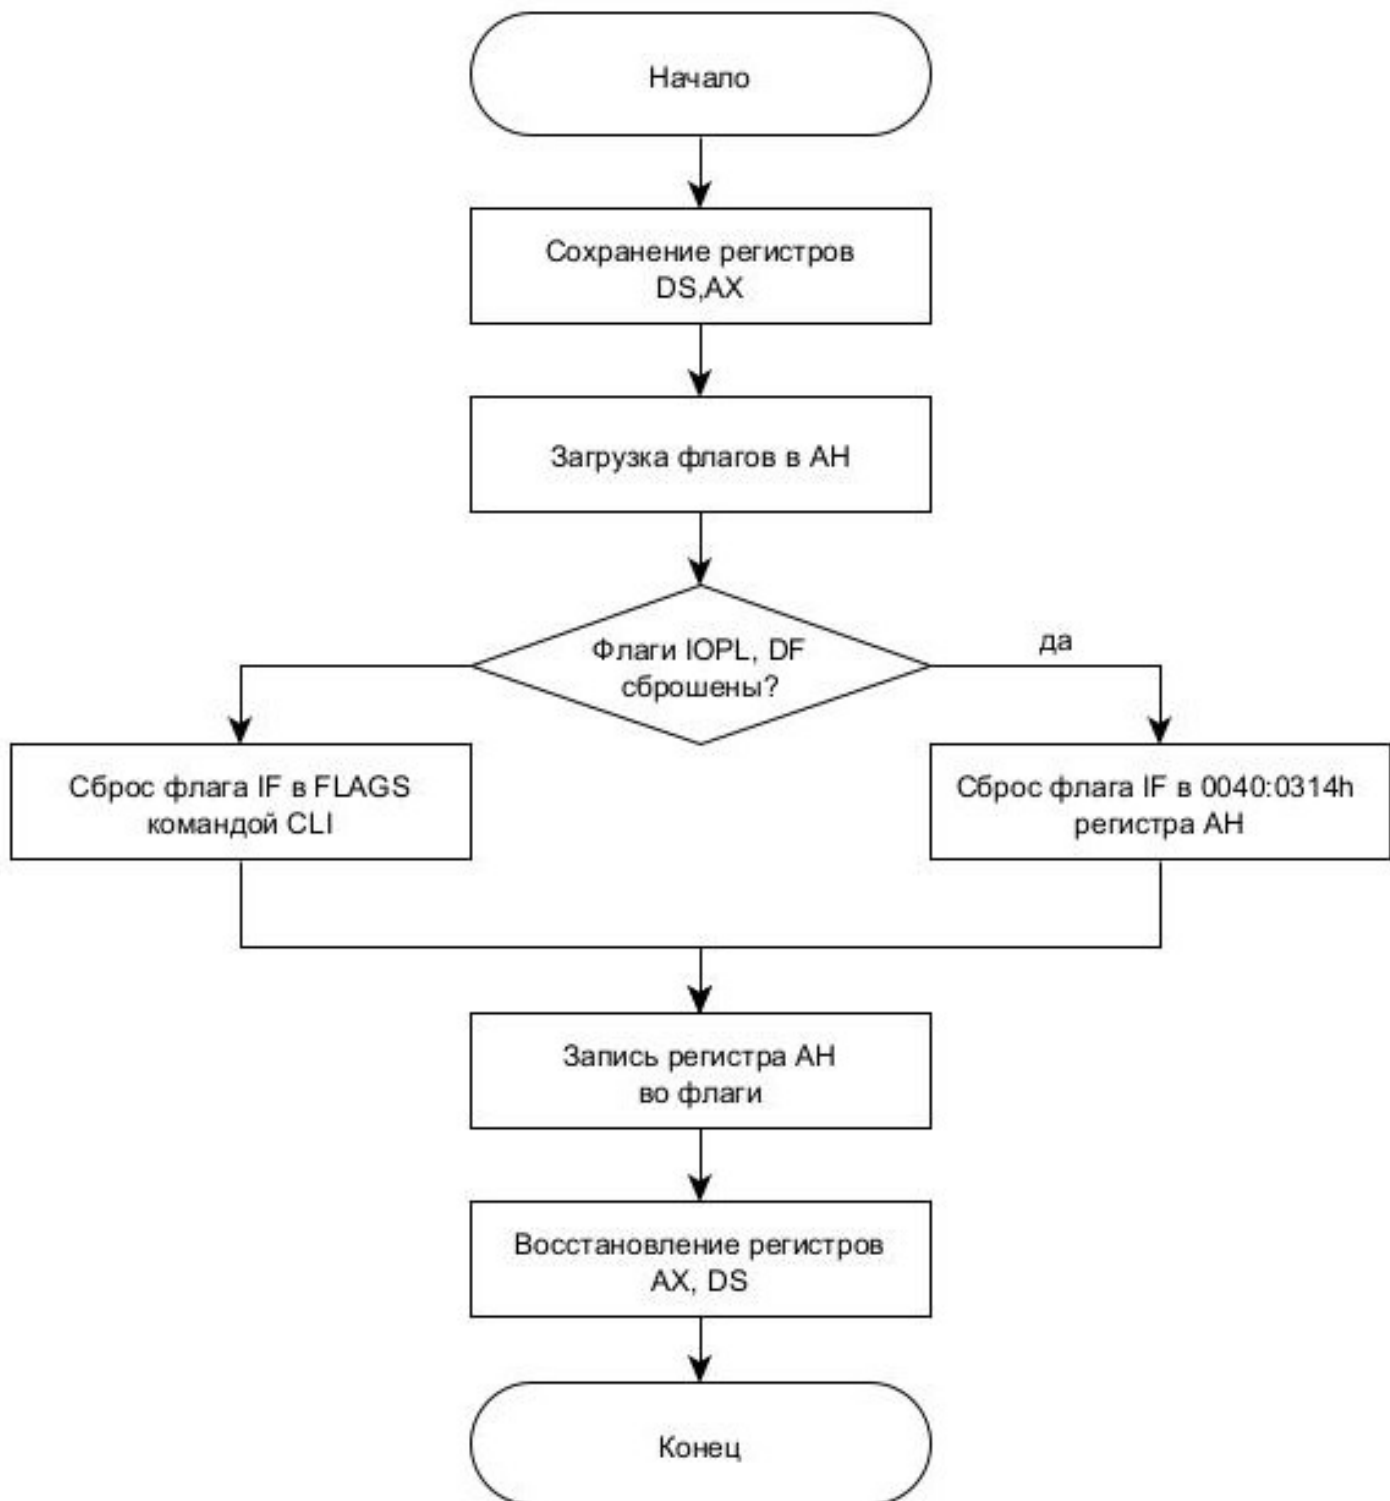 Начало
Сохранение регистров
DS,AX
Загрузка флагов в AH
Флаги IOPL, DF
сброшены?
да
Сброс флага IF в FLAGS
командой CLI
Сброс флага IF в 0040:0314h
регистра AH
Запись регистра AH
во флаги
Восстановление регистров
AX, DS
Конец